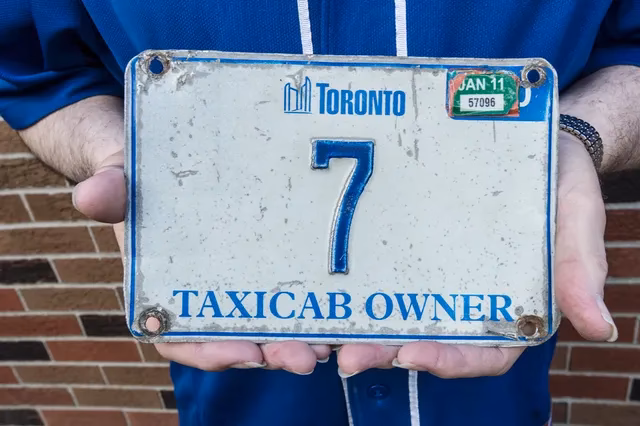 TORONTO
JAN 11
57096
7
TAXICAB OWNER